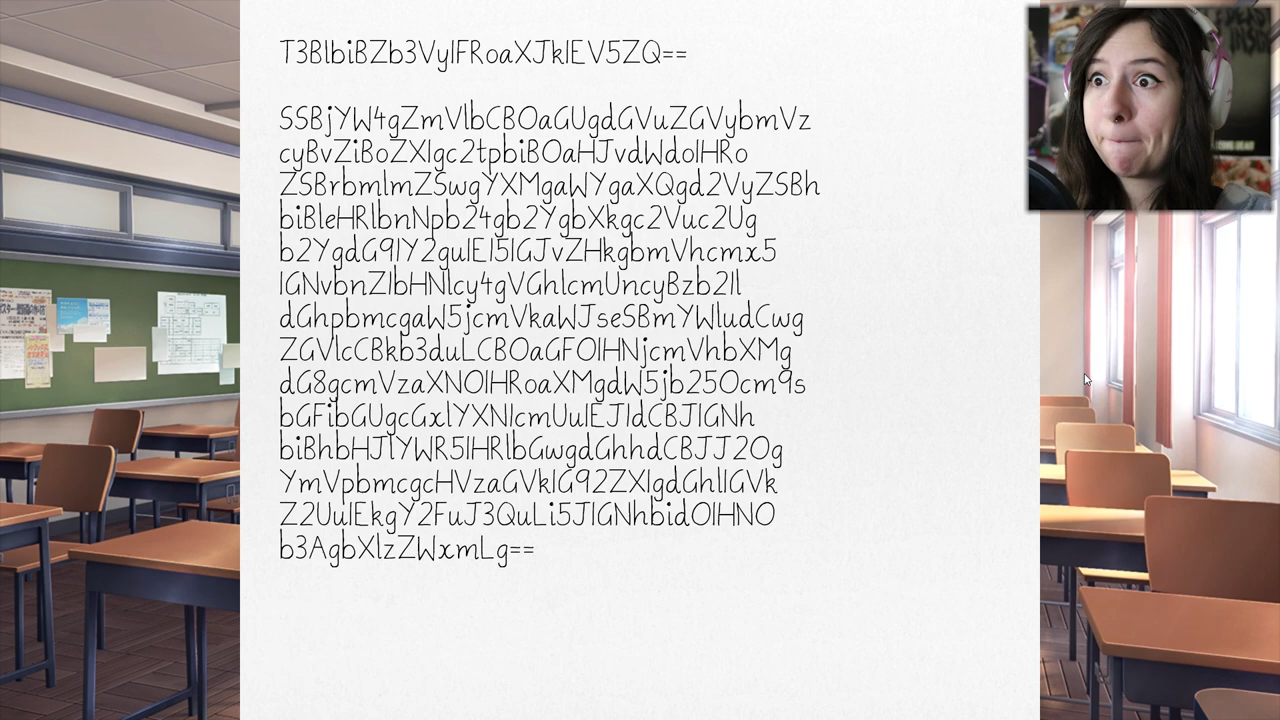 T3BlbiBZb3VyIFRoaXJkIEV5ZQ==
SSBjYW4gZmVlbCB0aGUgdGVuZGVybmVz
cyBvZiBoZXIgc2tpbiB0aHJvdWdoIHRo
ZSBrbmlmZSwgYXMgaWYgaXQgd2VyZSBh
biBleHRlbnNpb24gb2YgbXkgc2Vuc2Ug
b2YgdG91Y2guIE15IGJvZHkgbmVhcmx5
IGNvbnZ1bHNlcy4gVGhlcmUncyBzb21l
dGhpbmcgaW5jcmVkaWJseSBmYWludCwg
ZGVlcCBkb3duLCB0aGF0IHNjcmVhbXMg
dG8gcmVzaXN0IHRoaXMgdW5jb250cm9s
bGFibGUgcGxlYXN1cmUuIEJ1dCBJIGNh
biBhbHJlYWR5IHRlbGwgdGhhdCBJJ20g
YmVpbmcgcHVzaGVkIG92ZXIgdGhlIGVk
Z2UuIEkgY2FuJ3QuLi5JIGNhbid0IHN0
b3AgbXlzZWxmLg==